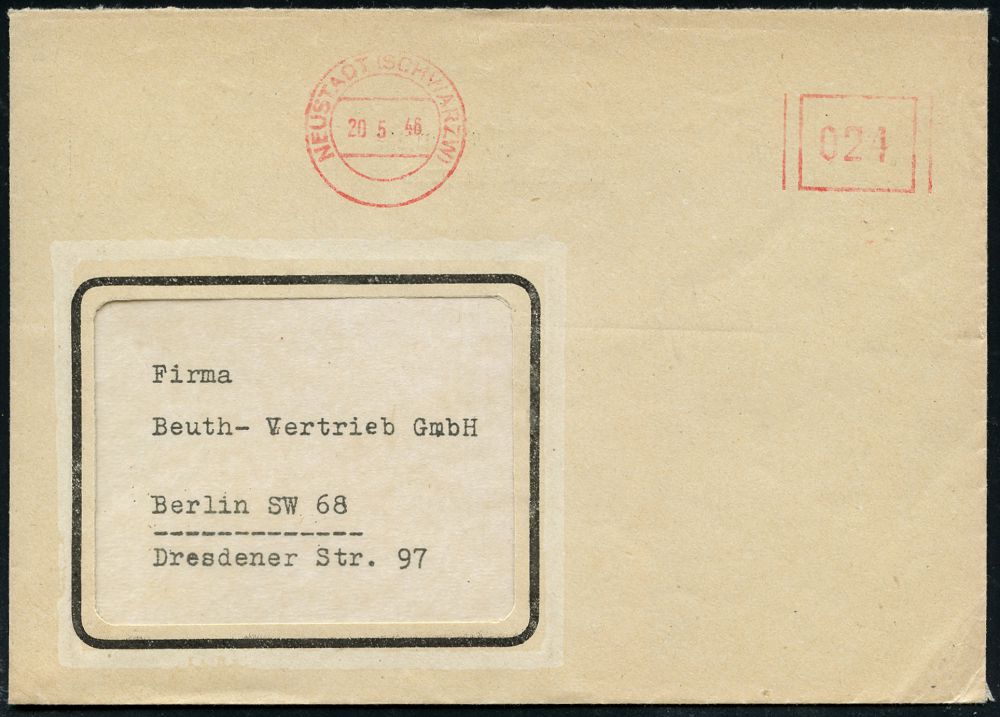 NEUSTADT (SCHWARZW)
20 5. 46
024
Firma
Beuth- Vertrieb GmbH
Berlin SW 68
-------------
Dresdener Str. 97